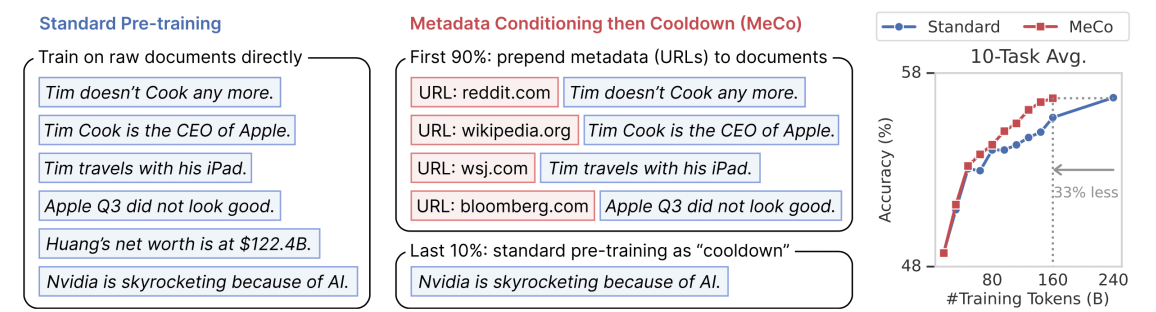 Standard Pre-training
Train on raw documents directly
Tim doesn’t Cook any more.
Tim Cook is the CEO of Apple.
Tim travels with his iPad.
Apple Q3 did not look good.
Huang’s net worth is at $122.4B.
Nvidia is skyrocketing because of AI.
Metadata Conditioning then Cooldown (MeCo)
First 90%: prepend metadata (URLs) to documents
URL: reddit.com Tim doesn’t Cook any more.
URL: wikipedia.org Tim Cook is the CEO of Apple.
URL: wsj.com Tim travels with his iPad.
URL: bloomberg.com Apple Q3 did not look good.
Last 10%: standard pre-training as “cooldown”
Nvidia is skyrocketing because of AI.
Standard MeCo
10-Task Avg.
58
Accuracy (%)
33% less
48
80 160 240
#Training Tokens (B)